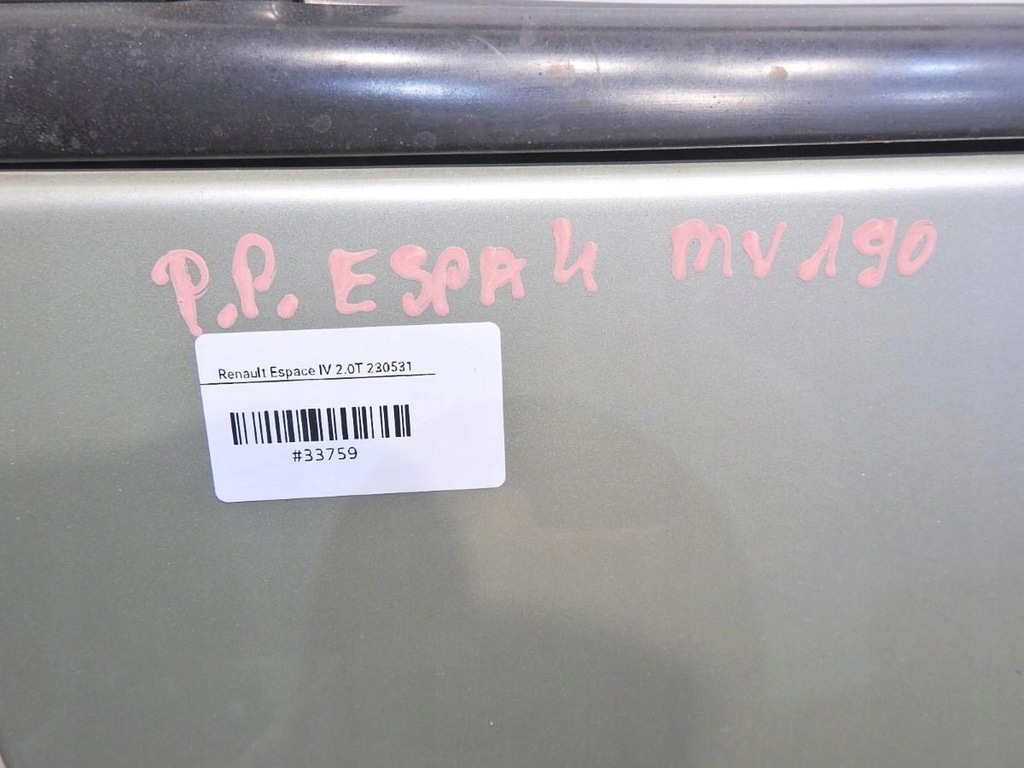 P.P. ESPA 4 MV190
Renault Espace IV 2.0T 230531
#33759